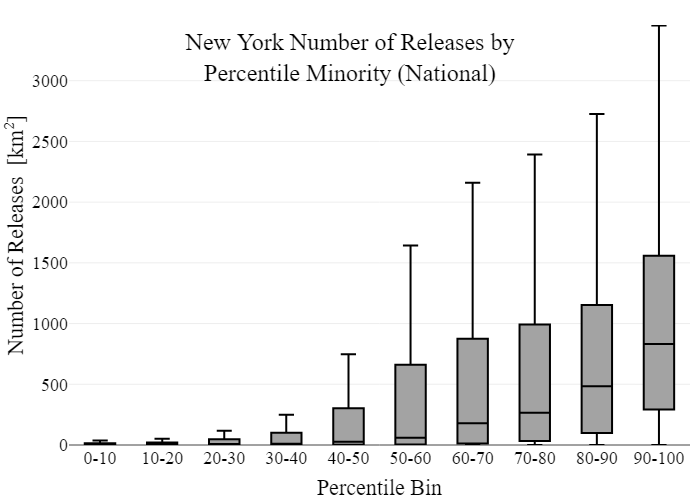 New York Number of Releases by
Percentile Minority (National)
Number of Releases [km²]
3000
2500
2000
1500
1000
500
0
0-10 10-20 20-30 30-40 40-50 50-60 60-70 70-80 80-90 90-100
Percentile Bin